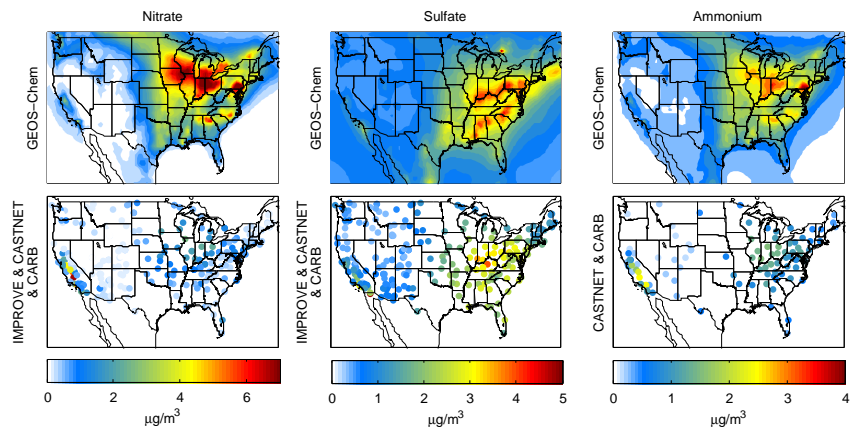 Nitrate
Sulfate
Ammonium
GEOS−Chem
GEOS−Chem
GEOS−Chem
IMPROVE & CASTNET
& CARB
IMPROVE & CASTNET
& CARB
CASTNET & CARB
0 2 4 6
μg/m³
0 1 2 3 4 5
μg/m³
0 1 2 3 4
μg/m³